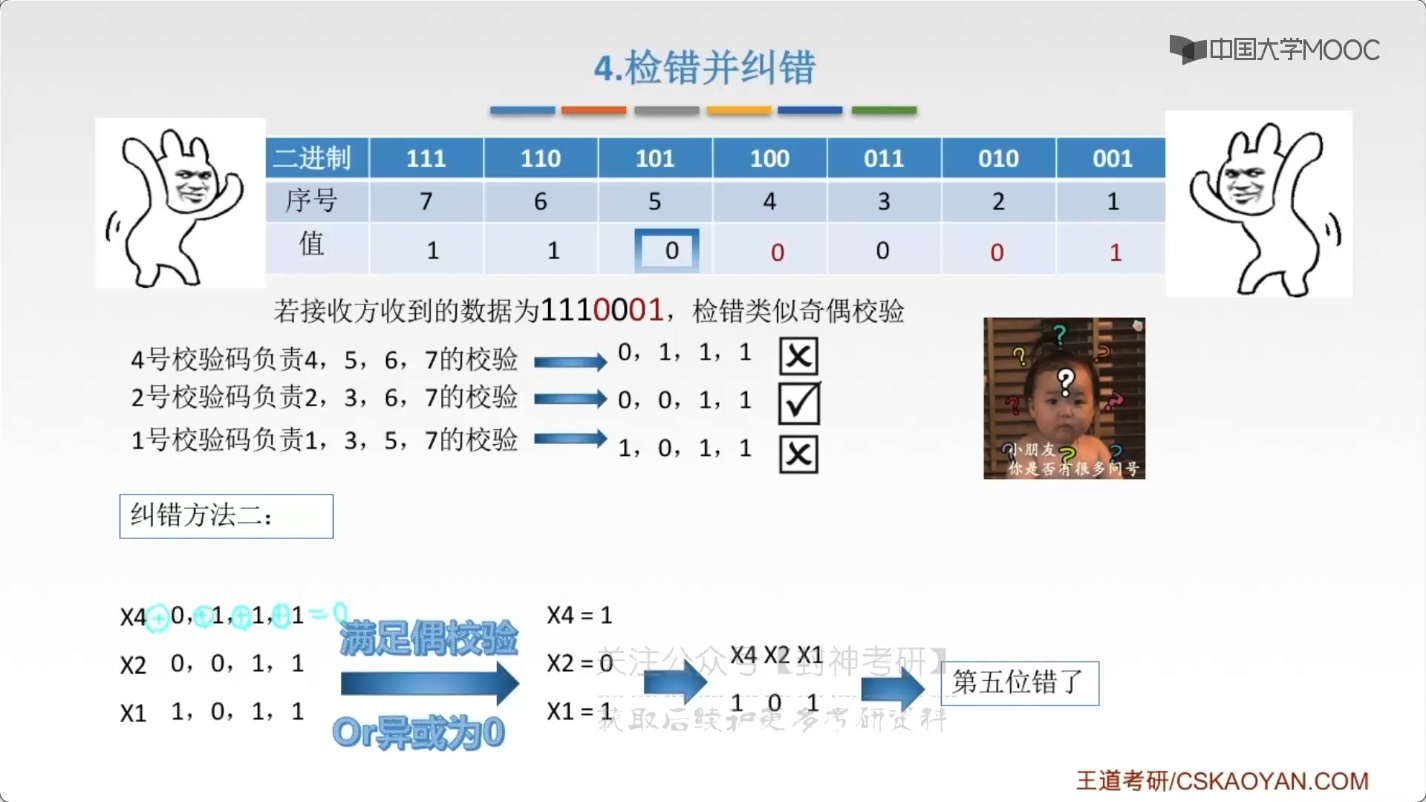 中国大学MOOC
4.检错并纠错
二进制 111 110 101 100 011 010 001
序号 7 6 5 4 3 2 1
值 1 1 0 0 0 0 1
若接收方收到的数据为1110001，检错类似奇偶校验
4号校验码负责4，5，6，7的校验 0，1，1，1
2号校验码负责2，3，6，7的校验 0，0，1，1
1号校验码负责1，3，5，7的校验 1，0，1，1
小朋友
你是否有很多问号
纠错方法二：
X4⊕0，⊕1，⊕1，⊕1=0
X2 0，0，1，1
X1 1，0，1，1
满足偶校验
Or异或为0
X4 = 1
X2 = 0
X1 = 1
X4 X2 X1
1 0 1
第五位错了
关注公众号【封神考研】
获取后续和更多考研资料
王道考研/CSKAOYAN.COM